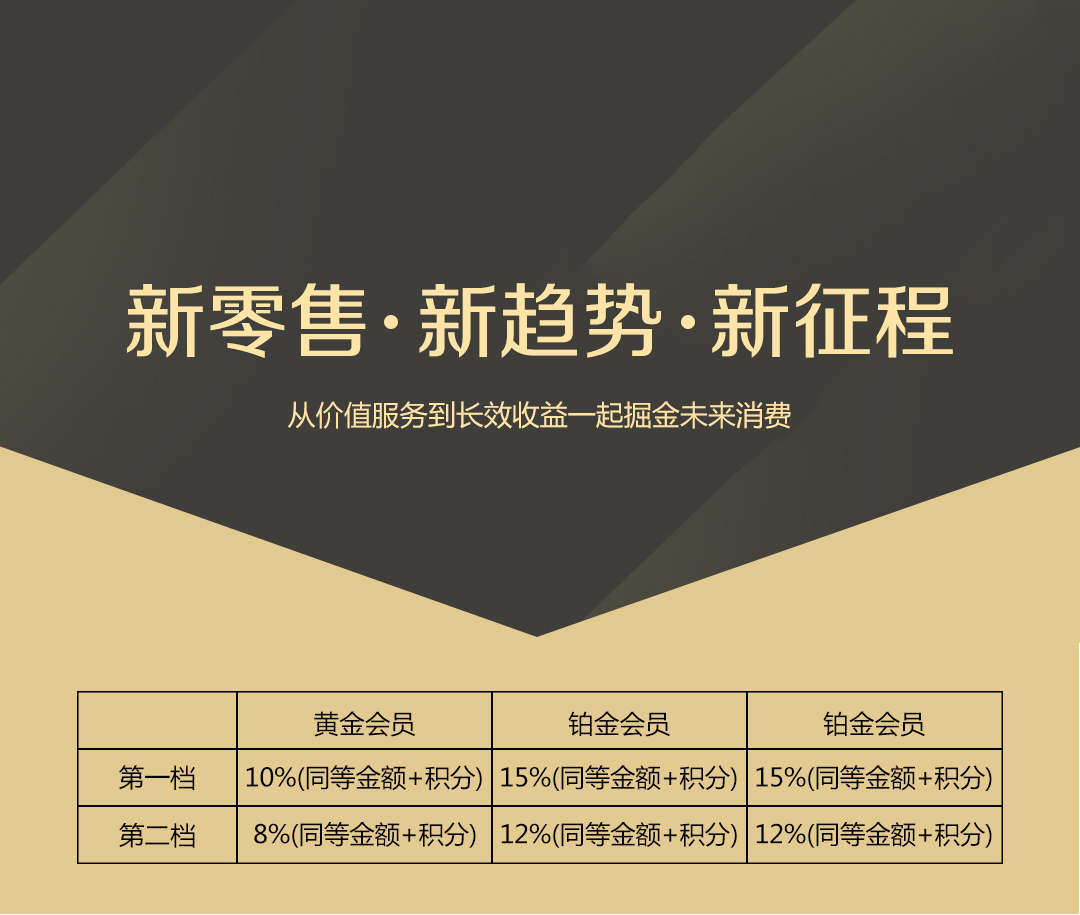 新零售·新趋势·新征程
从价值服务到长效收益一起掘金未来消费
黄金会员 铂金会员 铂金会员
第一档 10%(同等金额+积分) 15%(同等金额+积分) 15%(同等金额+积分)
第二档 8%(同等金额+积分) 12%(同等金额+积分) 12%(同等金额+积分)